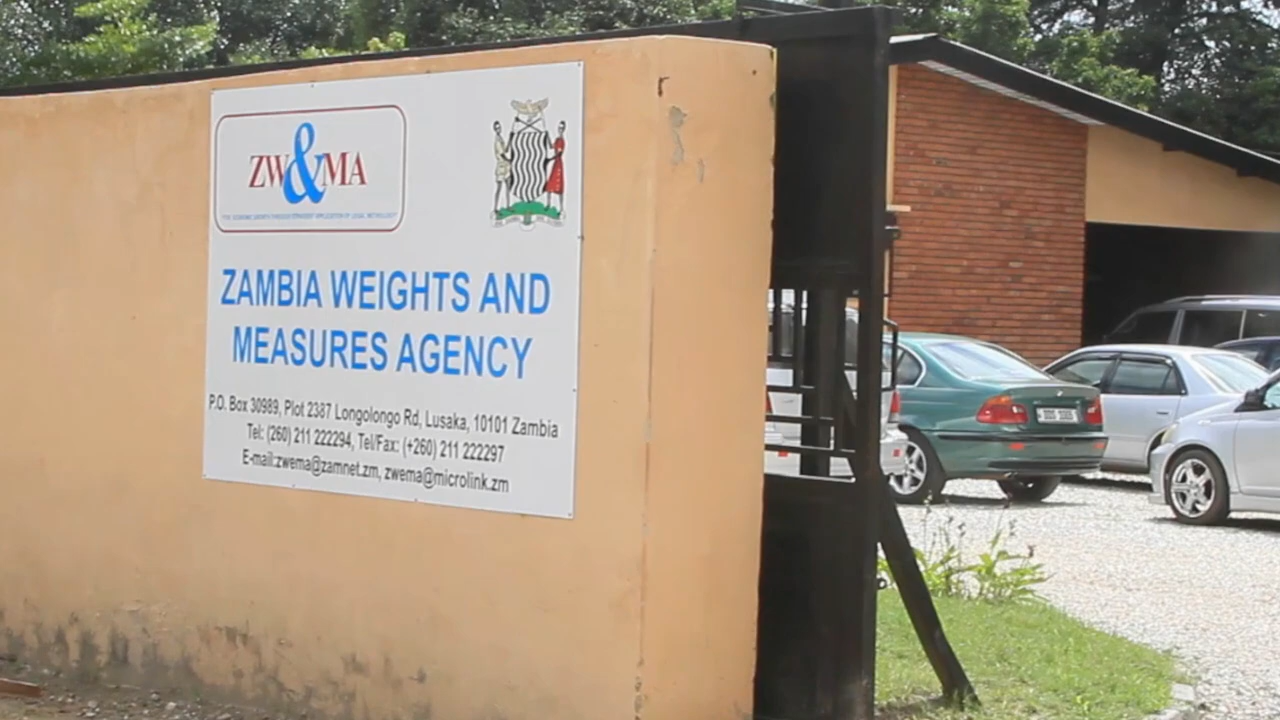 ZW&MA
ZAMBIA WEIGHTS AND
MEASURES AGENCY
P.O. Box 30989, Plot 2387 Longolongo Rd, Lusaka, 10101 Zambia
Tel: (260) 211 222294, Tel/Fax: (+260) 211 222297
E-mail:zwema@zamnet.zm, zwema@microlink.zm